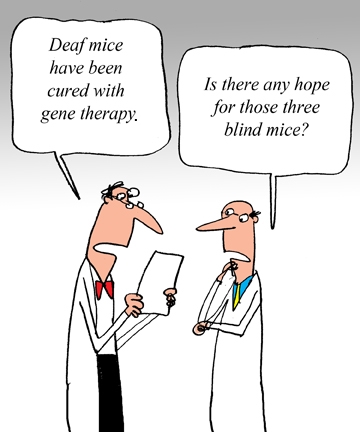 Deaf mice
have been
cured with
gene therapy.
Is there any hope
for those three
blind mice?